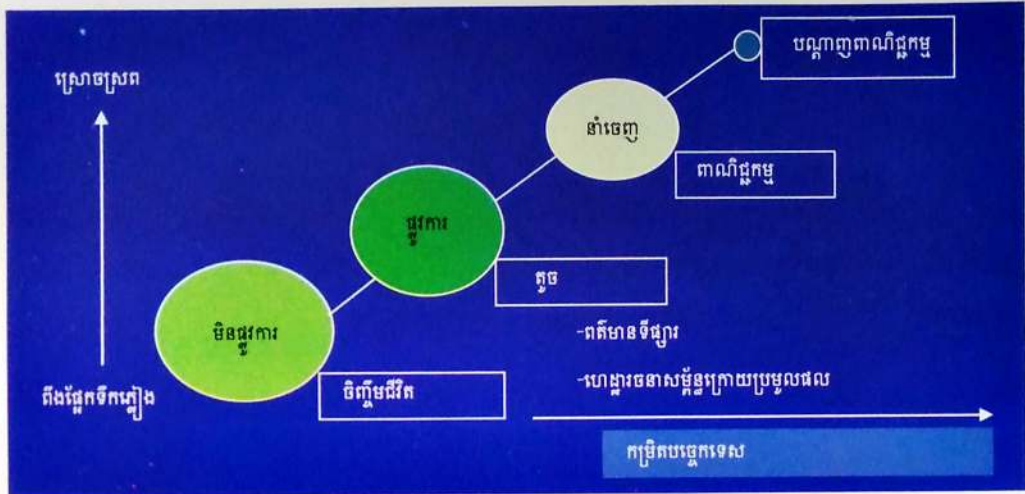 បណ្តាញពាណិជ្ជកម្ម
ស្រោចស្រព
នាំចេញ
ពាណិជ្ជកម្ម
ផ្លូវការ
តូច
មិនផ្លូវការ
-ពត៌មានទីផ្សារ
ចិញ្ចឹមជីវិត
-ហេដ្ឋារចនាសម្ព័ន្ធក្រោយប្រមូលផល
ពឹងផ្អែកទឹកភ្លៀង
កម្រិតបច្ចេកទេស